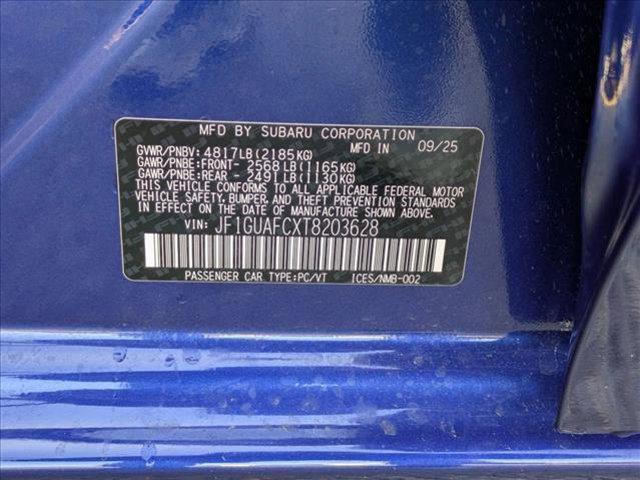 MFD BY SUBARU CORPORATION
GVWR/PNBV: 4817LB(2185KG) MFD IN 09/25
GAWR/PNBE:FRONT- 2568LB(1165KG)
GAWR/PNBE:REAR - 2491LB(1130KG)
THIS VEHICLE CONFORMS TO ALL APPLICABLE FEDERAL MOTOR
VEHICLE SAFETY, BUMPER, AND THEFT PREVENTION STANDARDS
IN EFFECT ON THE DATE OF MANUFACTURE SHOWN ABOVE.
VIN: JF1GUAFCXT8203628
PASSENGER CAR TYPE:PC/VT ICES/NMB-002